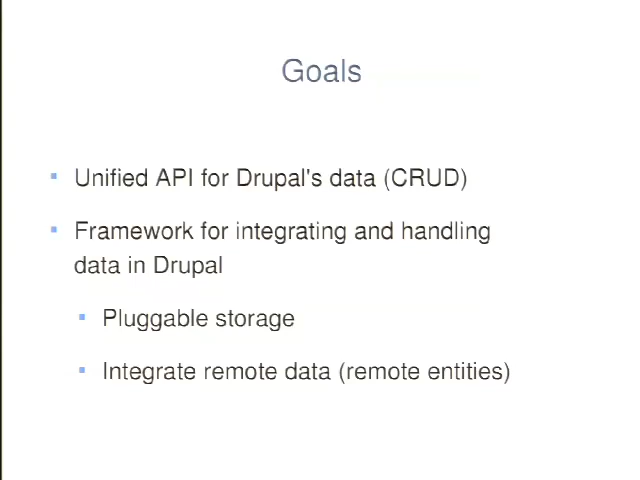 Goals
Unified API for Drupal's data (CRUD)
Framework for integrating and handling
data in Drupal
Pluggable storage
Integrate remote data (remote entities)